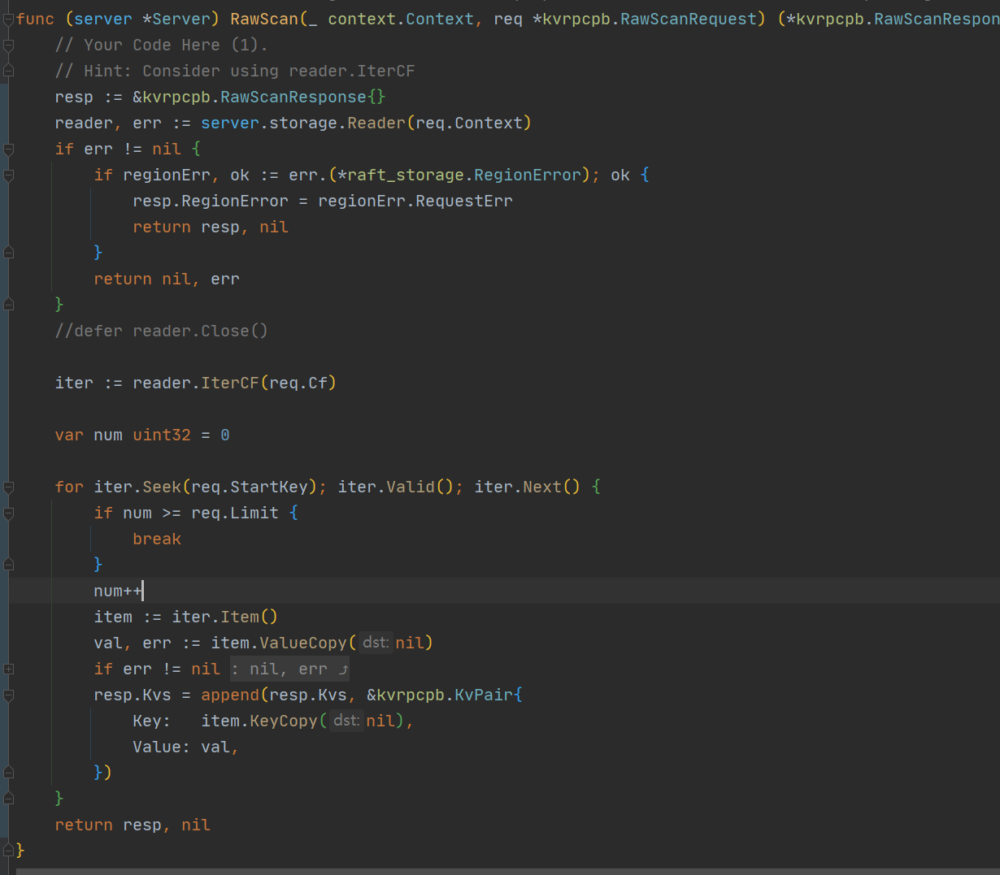 func (server *Server) RawScan(_ context.Context, req *kvrpcpb.RawScanRequest) (*kvrpcpb.RawScanRespon
    // Your Code Here (1).
    // Hint: Consider using reader.IterCF
    resp := &kvrpcpb.RawScanResponse{}
    reader, err := server.storage.Reader(req.Context)
    if err != nil {
        if regionErr, ok := err.(*raft_storage.RegionError); ok {
            resp.RegionError = regionErr.RequestErr
            return resp, nil
        }
        return nil, err
    }
    //defer reader.Close()
    iter := reader.IterCF(req.Cf)
    var num uint32 = 0
    for iter.Seek(req.StartKey); iter.Valid(); iter.Next() {
        if num >= req.Limit {
            break
        }
        num++
        item := iter.Item()
        val, err := item.ValueCopy( dst: nil)
        if err != nil : nil, err ⤴
        resp.Kvs = append(resp.Kvs, &kvrpcpb.KvPair{
            Key:   item.KeyCopy( dst: nil),
            Value: val,
        })
    }
    return resp, nil
}